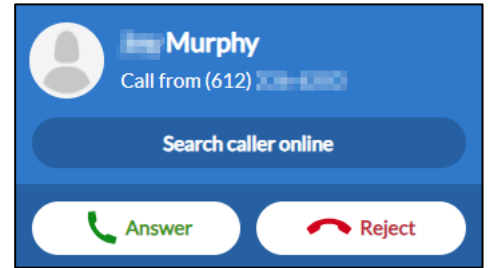 Murphy
Call from (612)
Search caller online
Answer
Reject